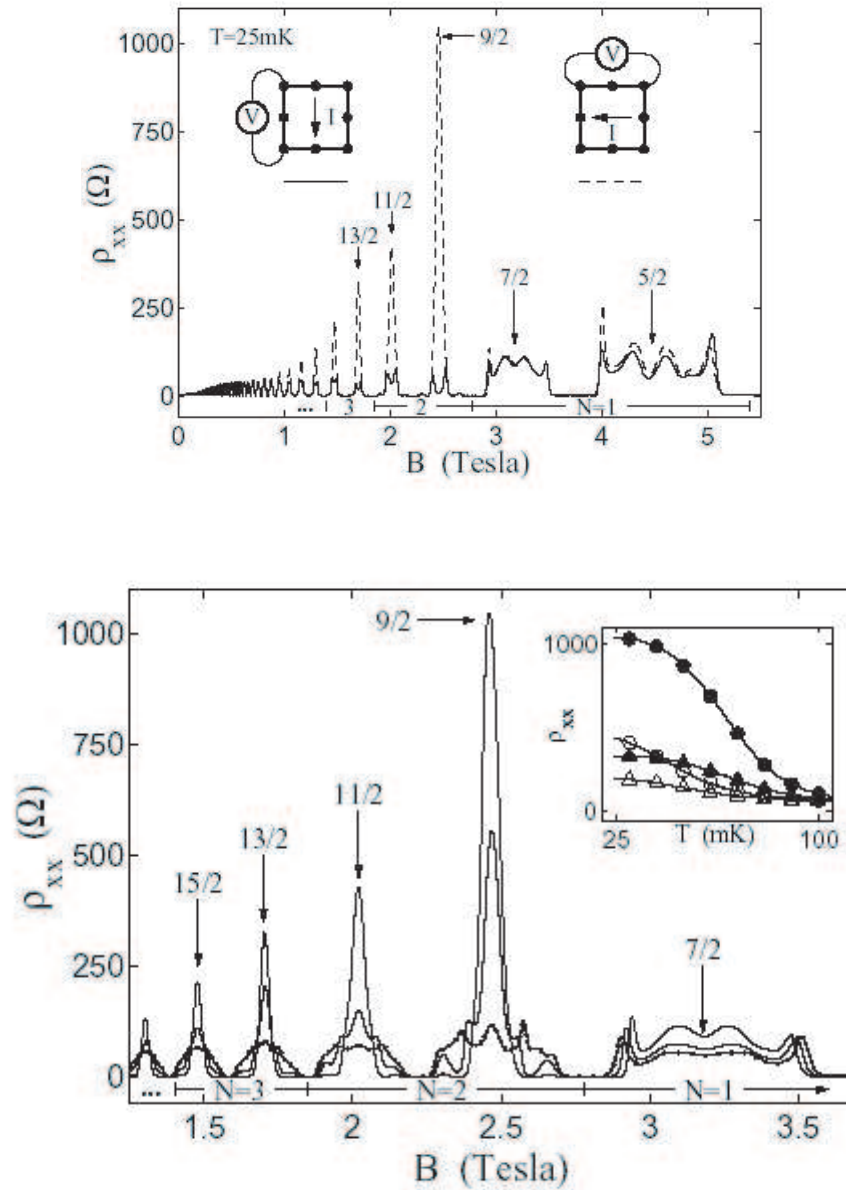 T=25mK
9/2
V
I
V
I
11/2
13/2
7/2
5/2
1000
750
500
250
0
ρxx (Ω)
... 3 2 N=1
0 1 2 3 4 5
B (Tesla)
9/2
11/2
13/2
15/2
7/2
1000
750
500
250
0
ρxx (Ω)
1000
0
ρxx
25 T (mK) 100
... N=3 N=2 N=1
1.5 2 2.5 3 3.5
B (Tesla)